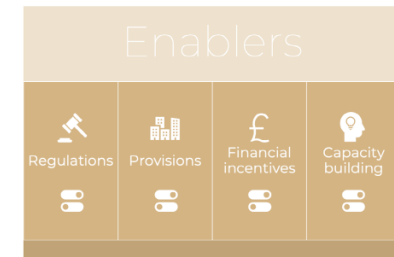 Enablers
Regulations
Provisions
£
Financial
incentives
Capacity
building